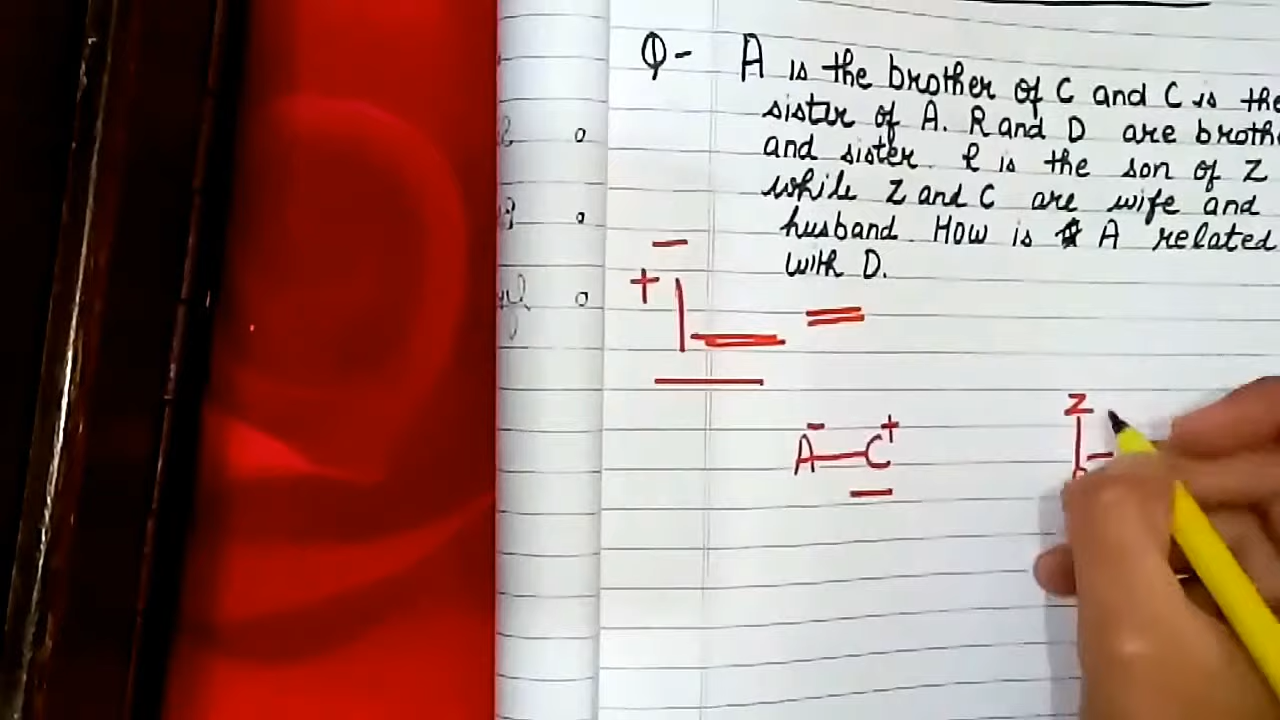 Q- A is the brother of C and C is the
sister of A. R and D are broth
and sister. R is the son of Z
while Z and C are wife and
husband. How is A related
with D.
-
+
=
- +
A-C
Z